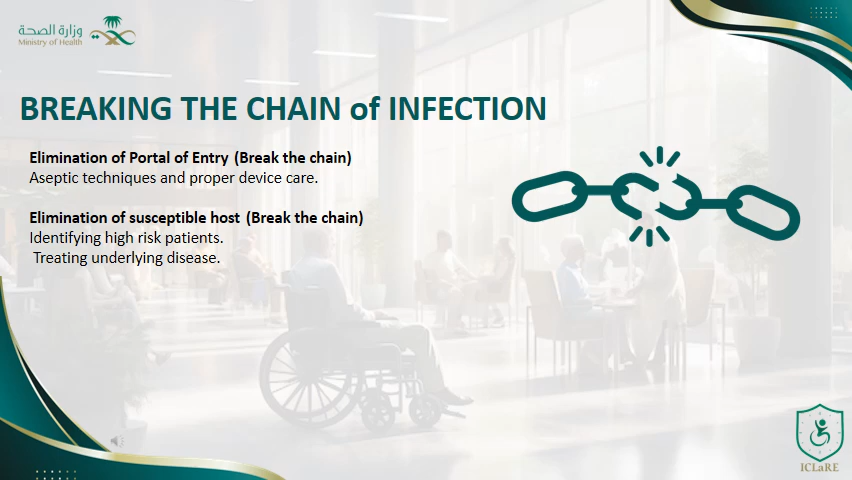 وزارة الصحة
Ministry of Health
BREAKING THE CHAIN of INFECTION
Elimination of Portal of Entry (Break the chain)
Aseptic techniques and proper device care.
Elimination of susceptible host (Break the chain)
Identifying high risk patients.
Treating underlying disease.
ICLaRE